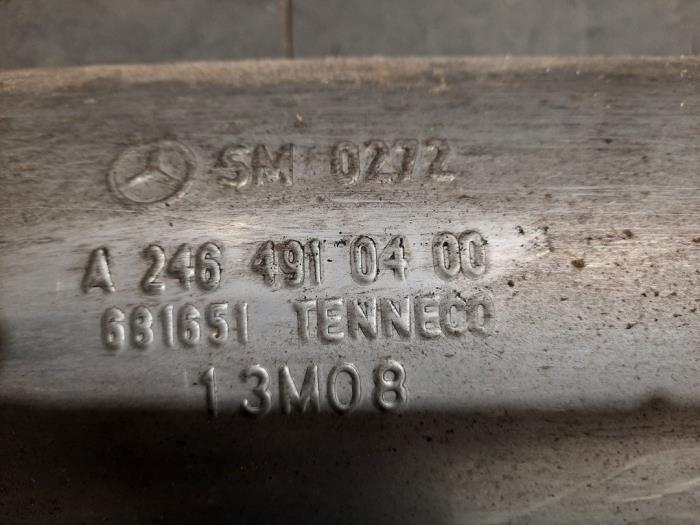 SM 0272
A 246 491 04 00
681651 TENNECO
13M08